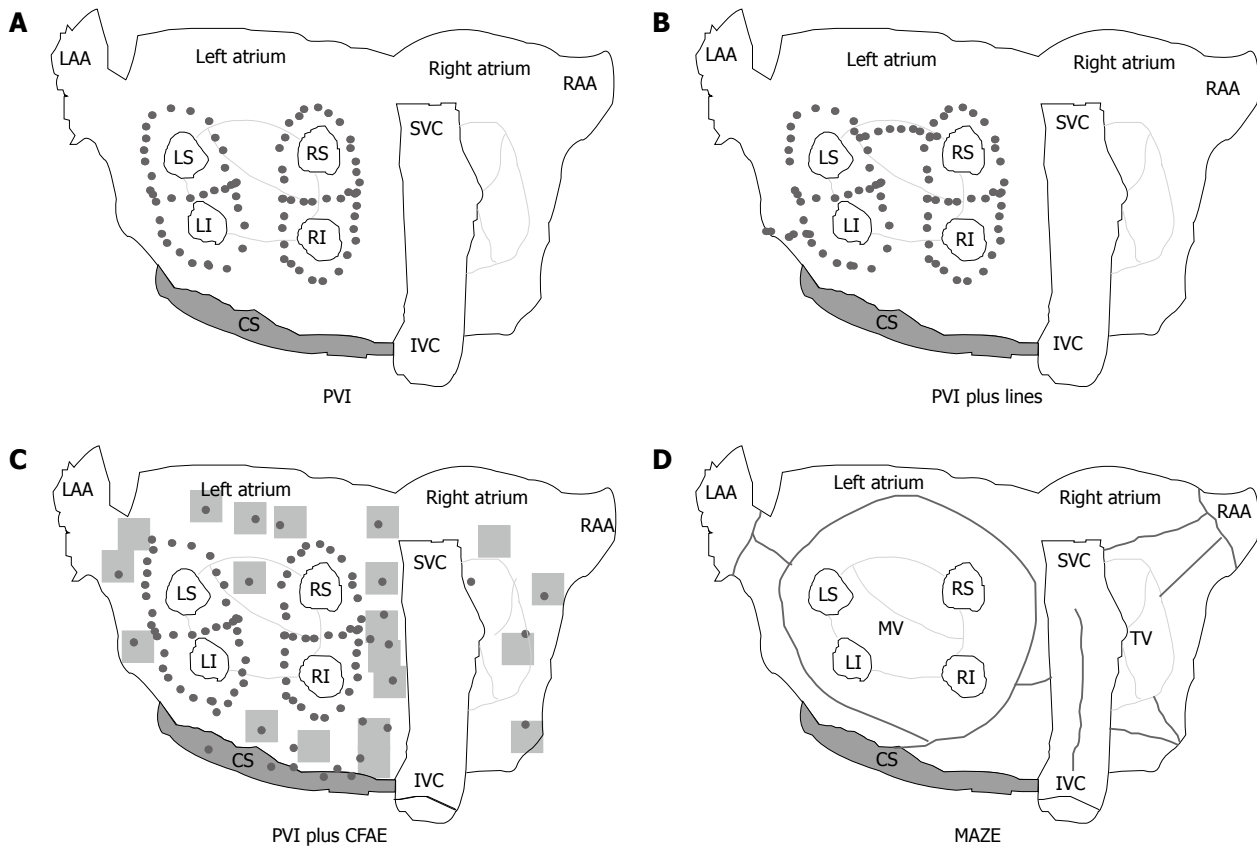 A
LAA
Left atrium
Right atrium
RAA
SVC
LS
RS
LI
RI
CS
IVC
PVI
B
LAA
Left atrium
Right atrium
RAA
SVC
LS
RS
LI
RI
CS
IVC
PVI plus lines
C
LAA
Left atrium
Right atrium
RAA
SVC
LS
RS
LI
RI
CS
IVC
PVI plus CFAE
D
LAA
Left atrium
Right atrium
RAA
SVC
LS
RS
MV
TV
LI
RI
CS
IVC
MAZE